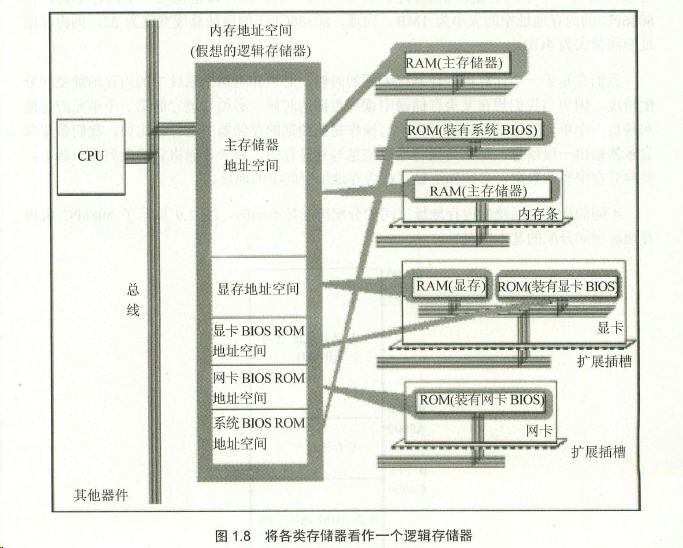 内存地址空间
(假想的逻辑存储器)
CPU
主存储器
地址空间
显存地址空间
显卡 BIOS ROM
地址空间
网卡 BIOS ROM
地址空间
系统 BIOS ROM
地址空间
总
线
其他器件
RAM(主存储器)
ROM(装有系统 BIOS)
RAM(主存储器)
内存条
RAM(显存)
ROM(装有显卡 BIOS)
显卡
扩展插槽
ROM(装有网卡 BIOS)
网卡
扩展插槽
图 1.8 将各类存储器看作一个逻辑存储器